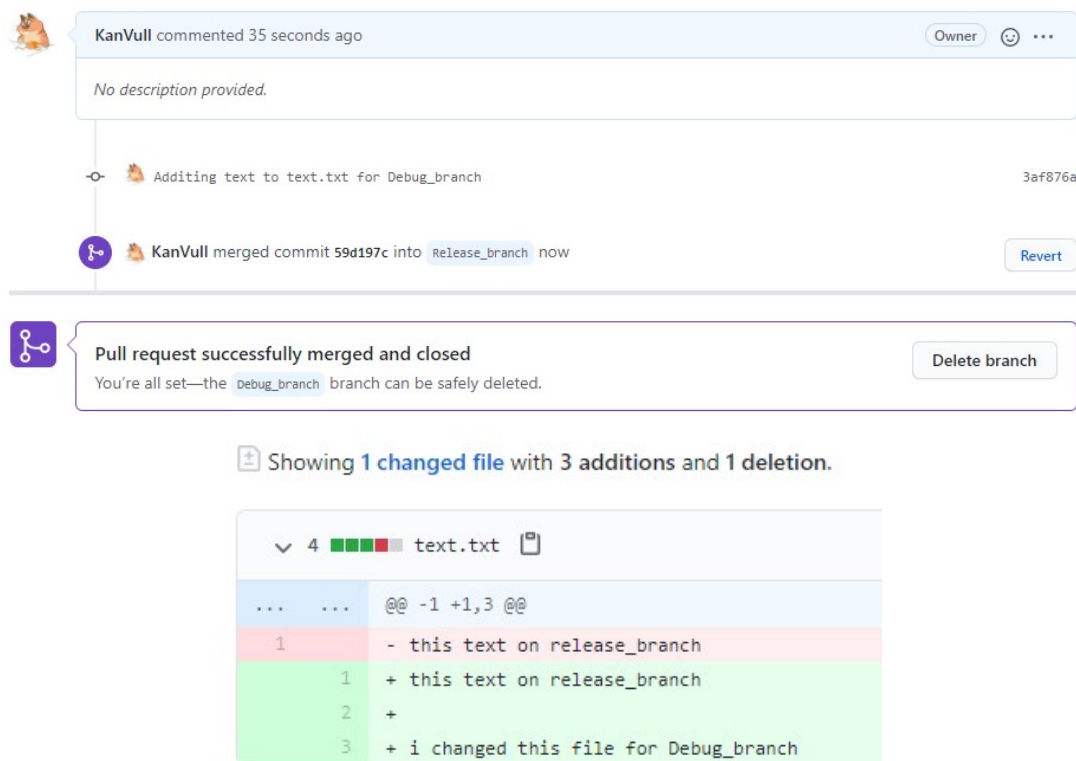 KanVull commented 35 seconds ago Owner ...
No description provided.
Additing text to text.txt for Debug_branch 3af876a
KanVull merged commit 59d197c into Release_branch now Revert
Pull request successfully merged and closed
Delete branch
You're all set—the Debug_branch branch can be safely deleted.
Showing 1 changed file with 3 additions and 1 deletion.
4 text.txt
... ... @@ -1 +1,3 @@
1 - this text on release_branch
1 + this text on release_branch
2 +
3 + i changed this file for Debug_branch